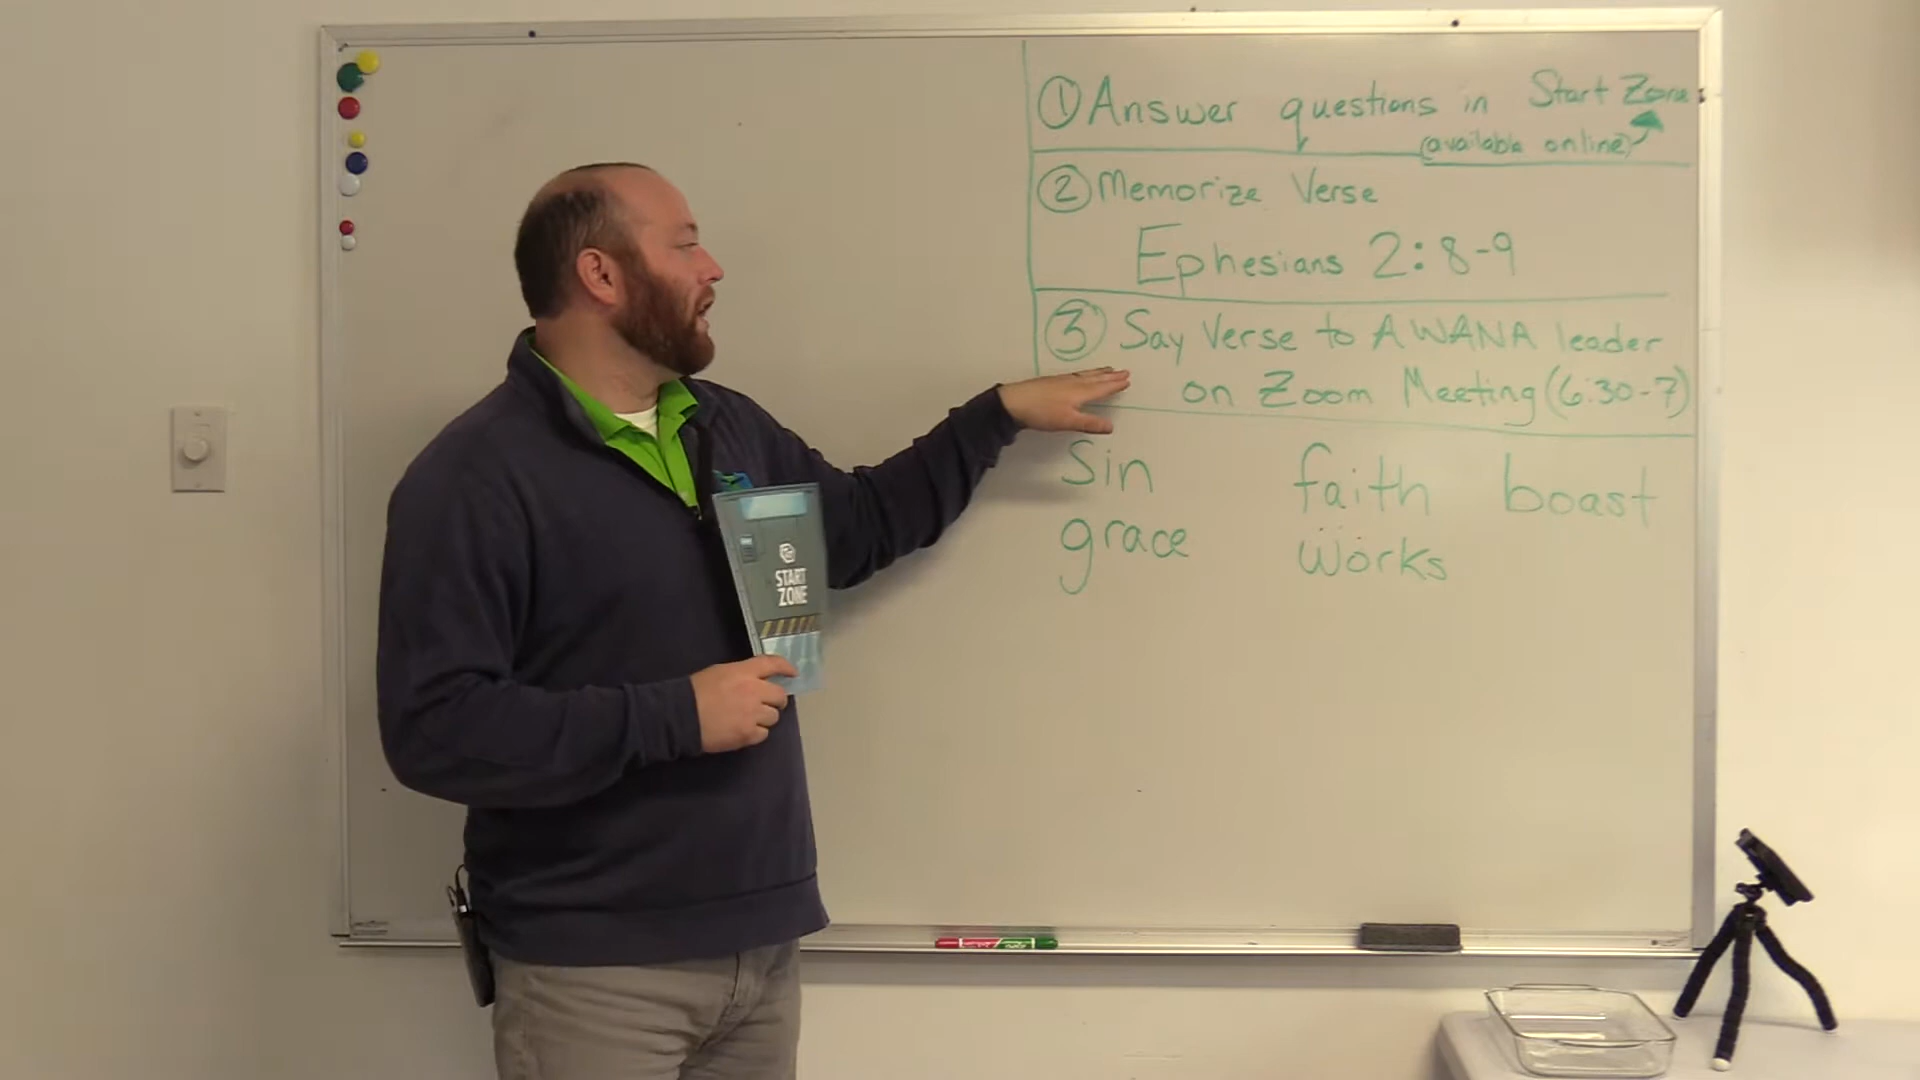 ① Answer questions in Start Zone
(available online)
② Memorize Verse
Ephesians 2:8-9
③ Say Verse to AWANA leader
on Zoom Meeting (6:30-7)
Sin faith boast
grace works
START
ZONE